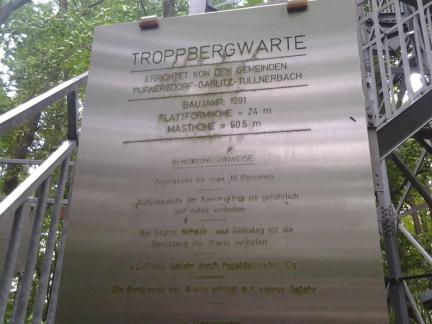 TROPPBERGWARTE
ERRICHTET VON DEN GEMEINDEN
PURKERSDORF-GABLITZ-TULLNERBACH
BAUJAHR: 1991
PLATTFORMHÖHE = 24 m
MASTHÖHE = 60.5 m
BENÜTZUNGSHINWEISE
Zugelassen für max 10 Personen
Aufschaukeln der Konstruktion ist gefährlich
und daher verboten
Bei Sturm, Schnee- und Eisbelag ist die
Benützung der Warte verboten
ACHTUNG Gefahr durch herabfallendes Eis
Die Benützung der Warte erfolgt auf eigene Gefahr